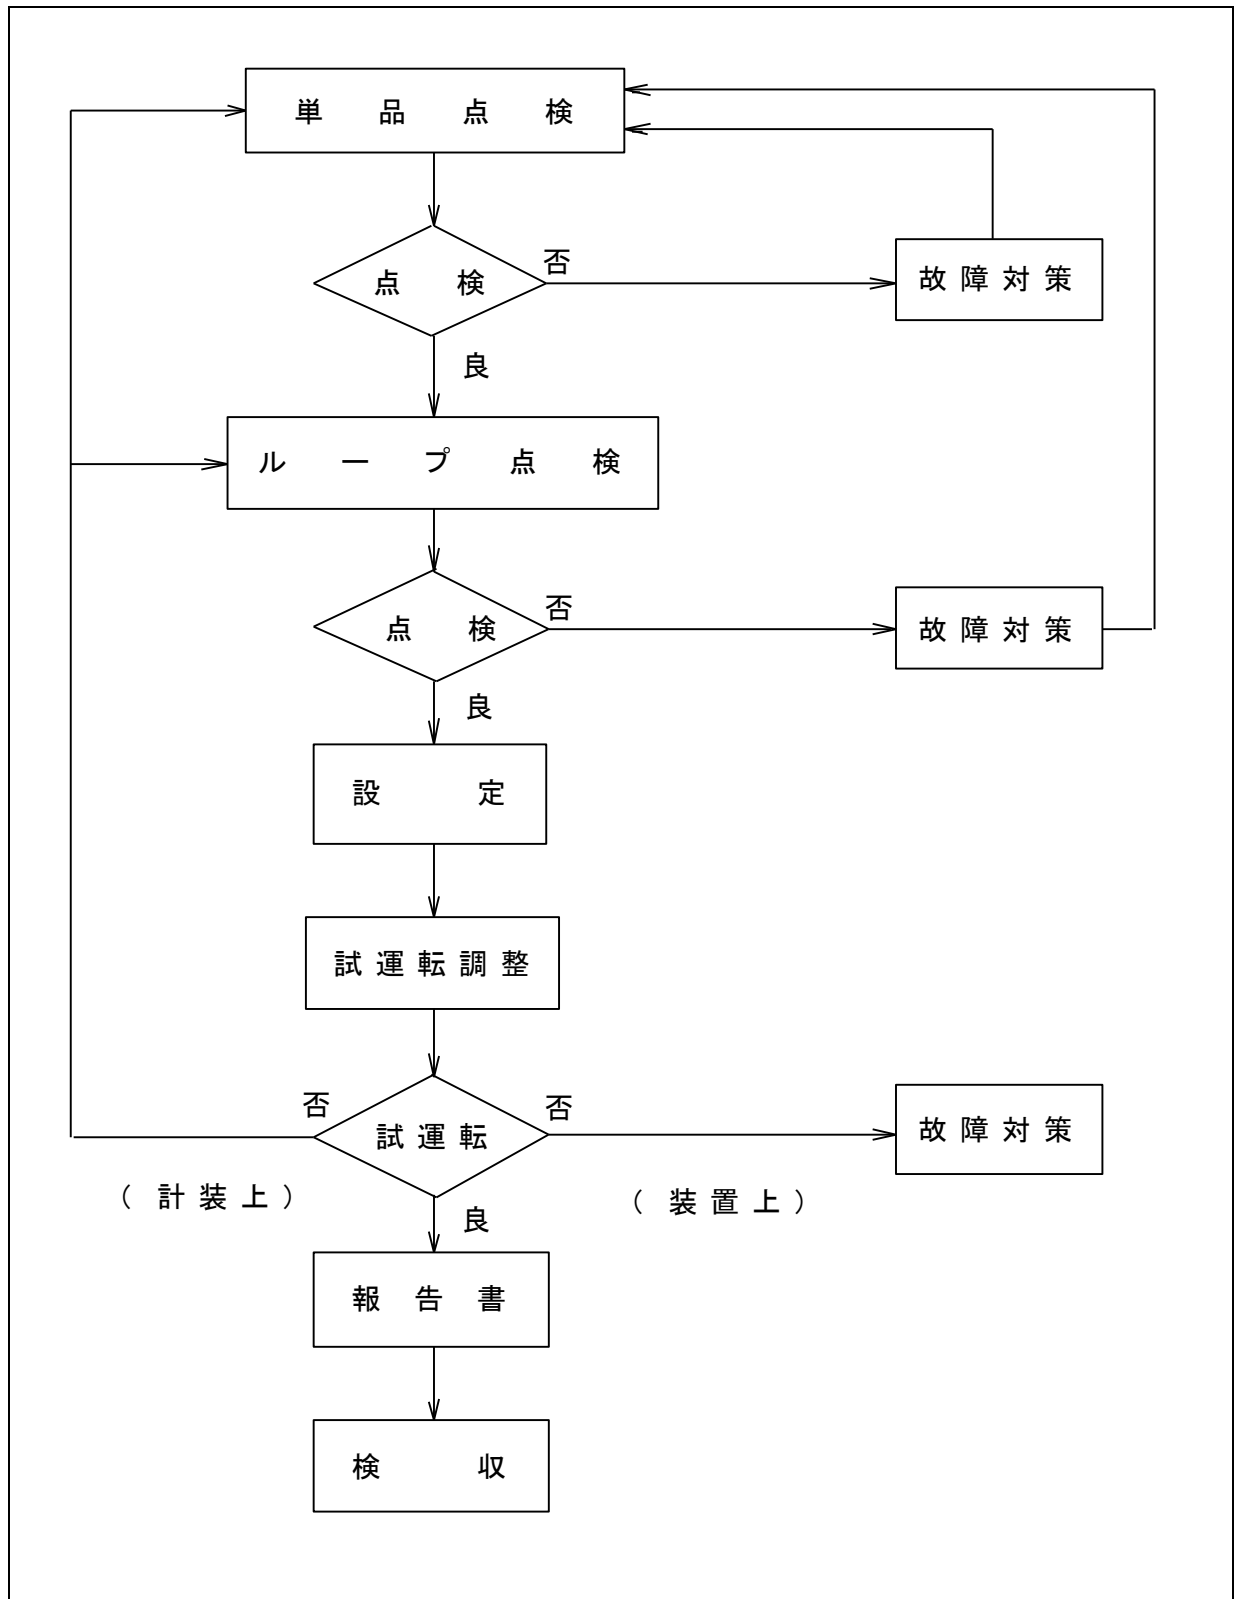 単品点検
否
点検
故障対策
良
ループ点検
否
点検
故障対策
良
設定
試運転調整
否
否
試運転
故障対策
（計装上）
（装置上）
良
報告書
検収